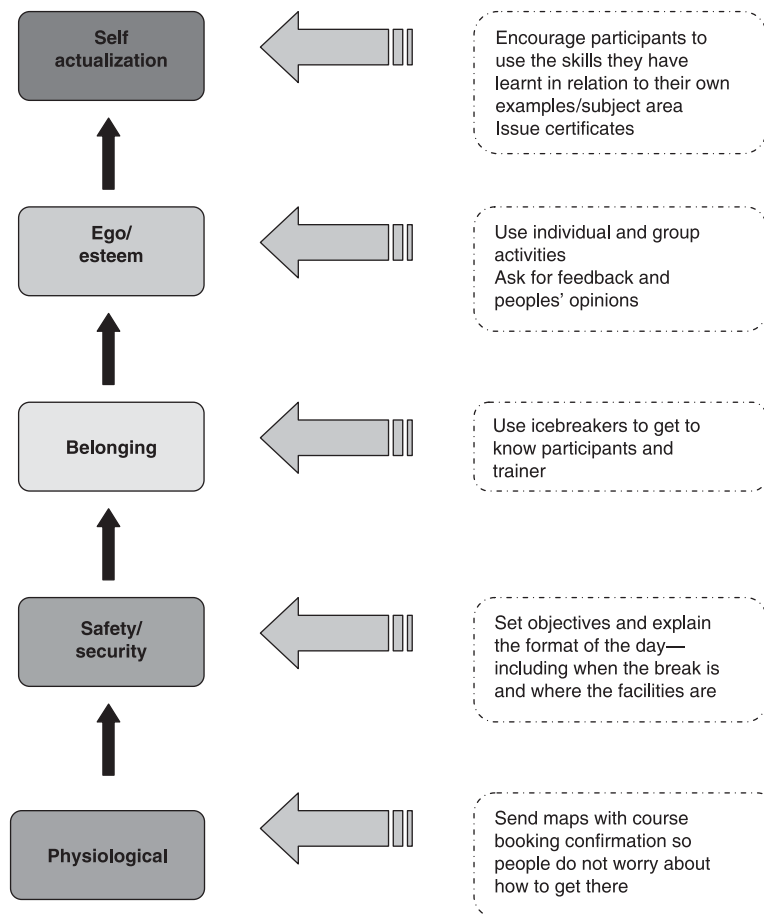 Self
actualization
Encourage participants to
use the skills they have
learnt in relation to their own
examples/subject area
Issue certificates
Ego/
esteem
Use individual and group
activities
Ask for feedback and
peoples' opinions
Belonging
Use icebreakers to get to
know participants and
trainer
Safety/
security
Set objectives and explain
the format of the day—
including when the break is
and where the facilities are
Physiological
Send maps with course
booking confirmation so
people do not worry about
how to get there